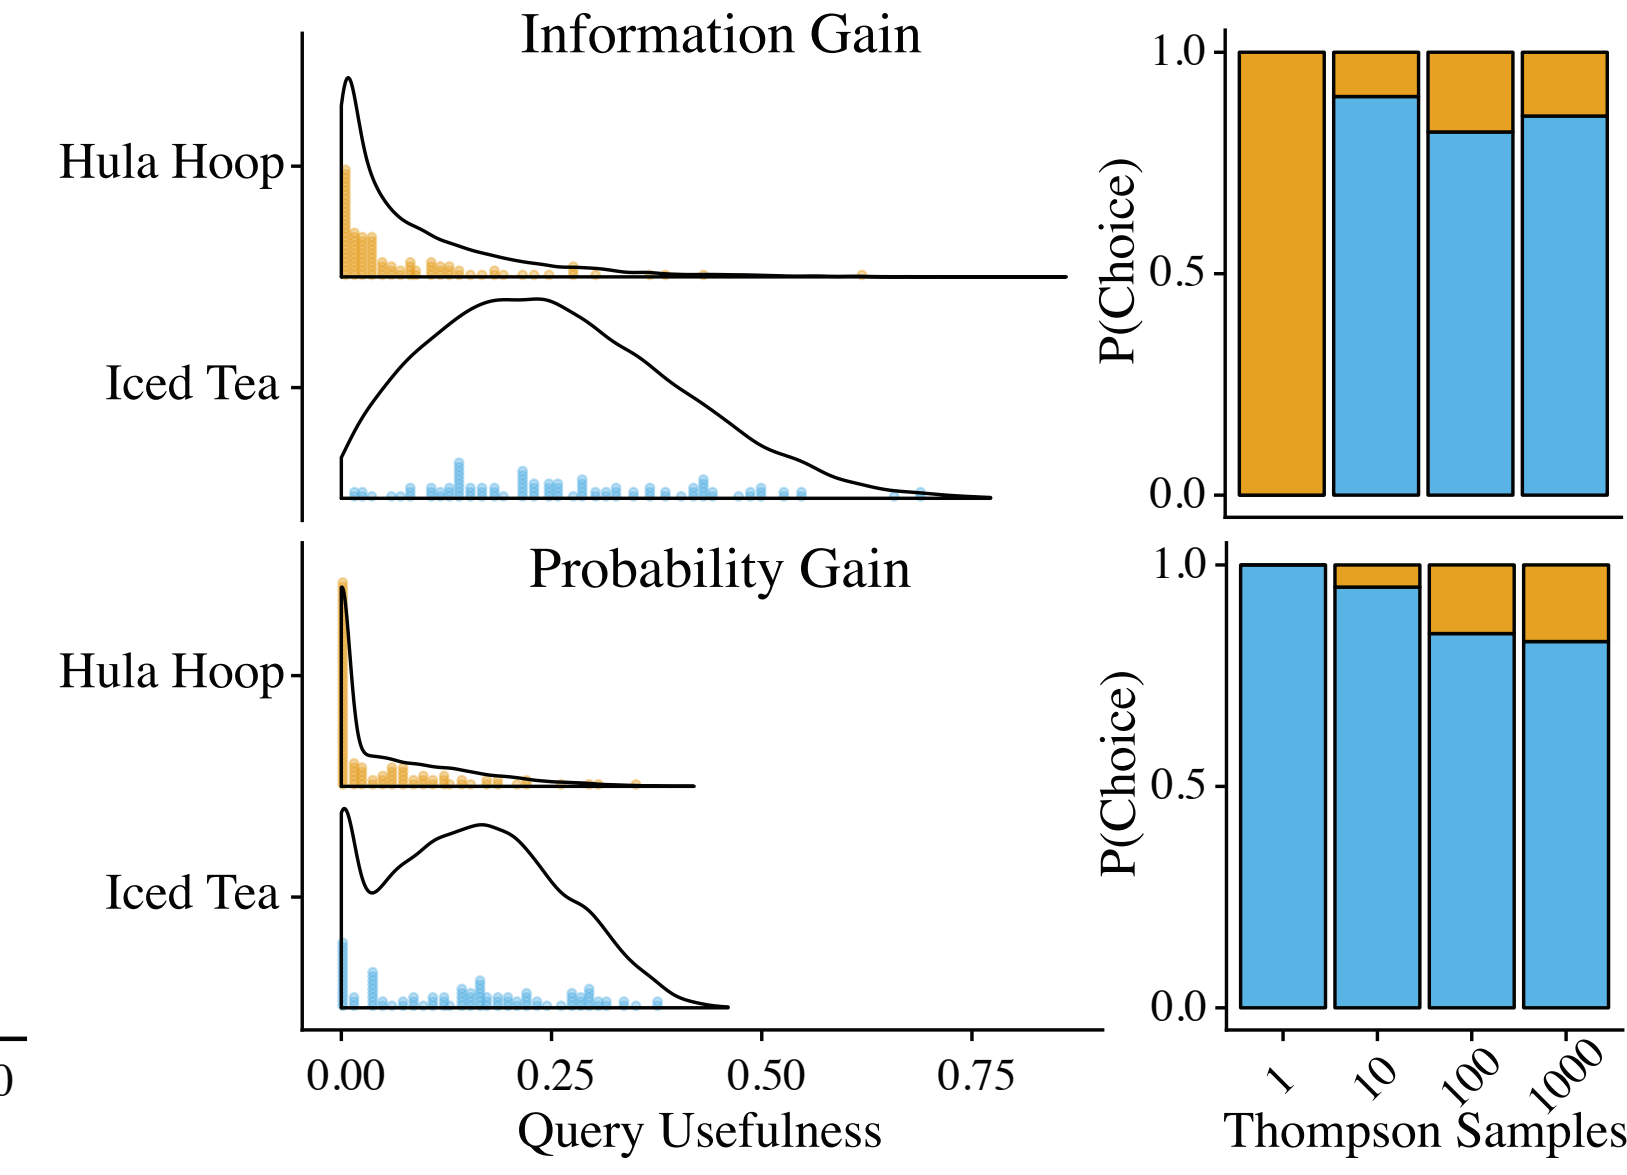 Information Gain
Hula Hoop
Iced Tea
1.0
0.5
0.0
P(Choice)
Probability Gain
Hula Hoop
Iced Tea
0.00 0.25 0.50 0.75
Query Usefulness
1.0
0.5
0.0
P(Choice)
1 10 100 1000
Thompson Samples
0